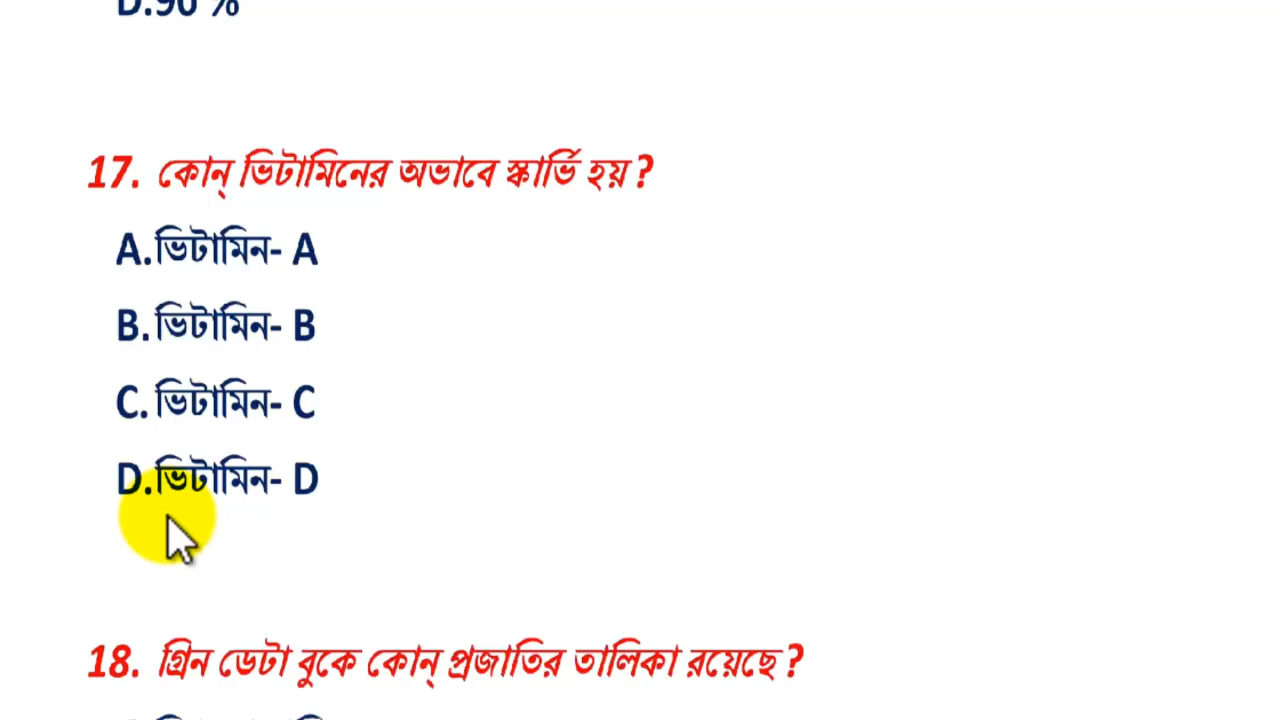 D.90 %
17. কোন্ ভিটামিনের অভাবে স্কার্ভি হয় ?
A.ভিটামিন- A
B.ভিটামিন- B
C.ভিটামিন- C
D.ভিটামিন- D
18. গ্রিন ডেটা বুকে কোন্ প্রজাতির তালিকা রয়েছে ?